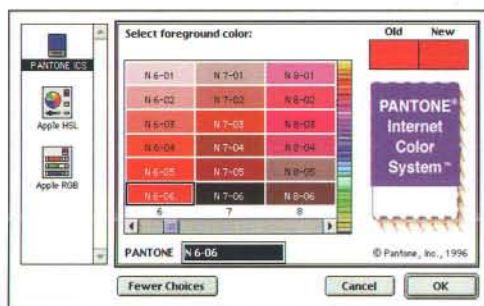 Select foreground color:
Old New
PANTONE ICS
Apple HSL
Apple RGB
N 6-01 N 7-01 N 8-01
N 6-02 N 7-02 N 8-02
N 6-03 N 7-03 N 8-03
N 6-04 N 7-04 N 8-04
N 6-05 N 7-05 N 8-05
N 6-06 N 7-06 N 8-06
6 7 8
PANTONE N 6-06
PANTONE®
Internet
Color
System™
© Pantone, Inc., 1996
Fewer Choices
Cancel OK